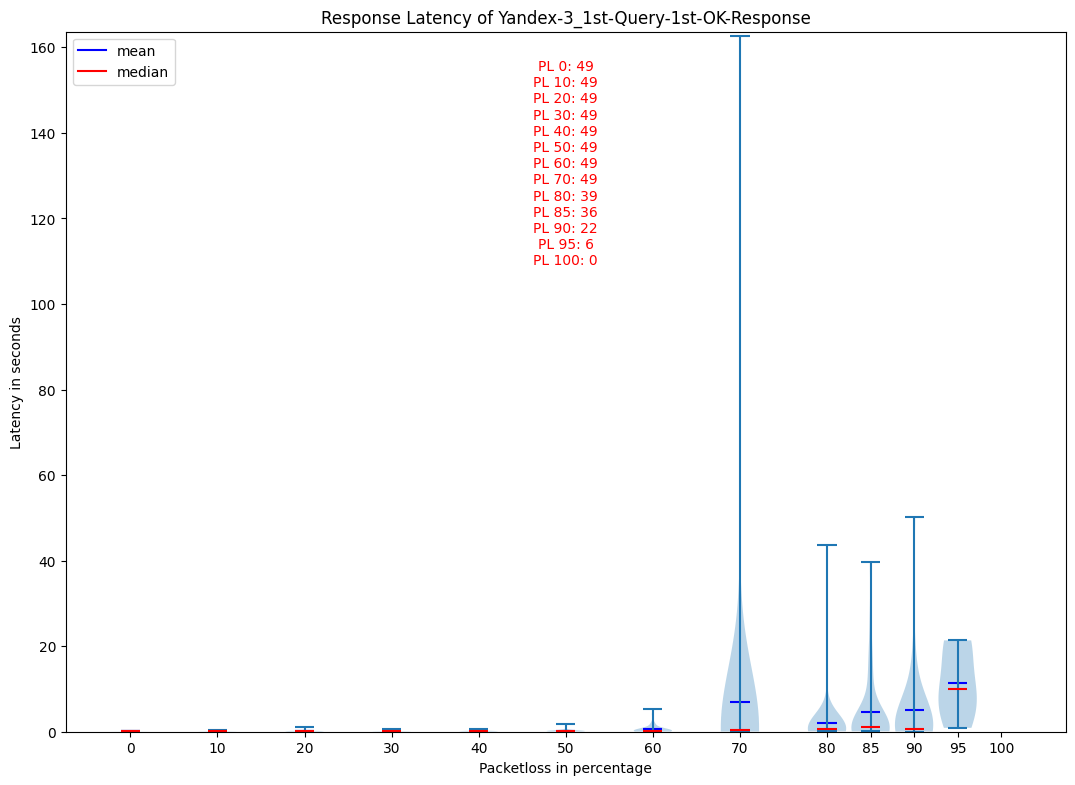 Response Latency of Yandex-3_1st-Query-1st-OK-Response
mean
median
PL 0: 49
PL 10: 49
PL 20: 49
PL 30: 49
PL 40: 49
PL 50: 49
PL 60: 49
PL 70: 49
PL 80: 39
PL 85: 36
PL 90: 22
PL 95: 6
PL 100: 0
Latency in seconds
160
140
120
100
80
60
40
20
0
0 10 20 30 40 50 60 70 80 85 90 95 100
Packetloss in percentage